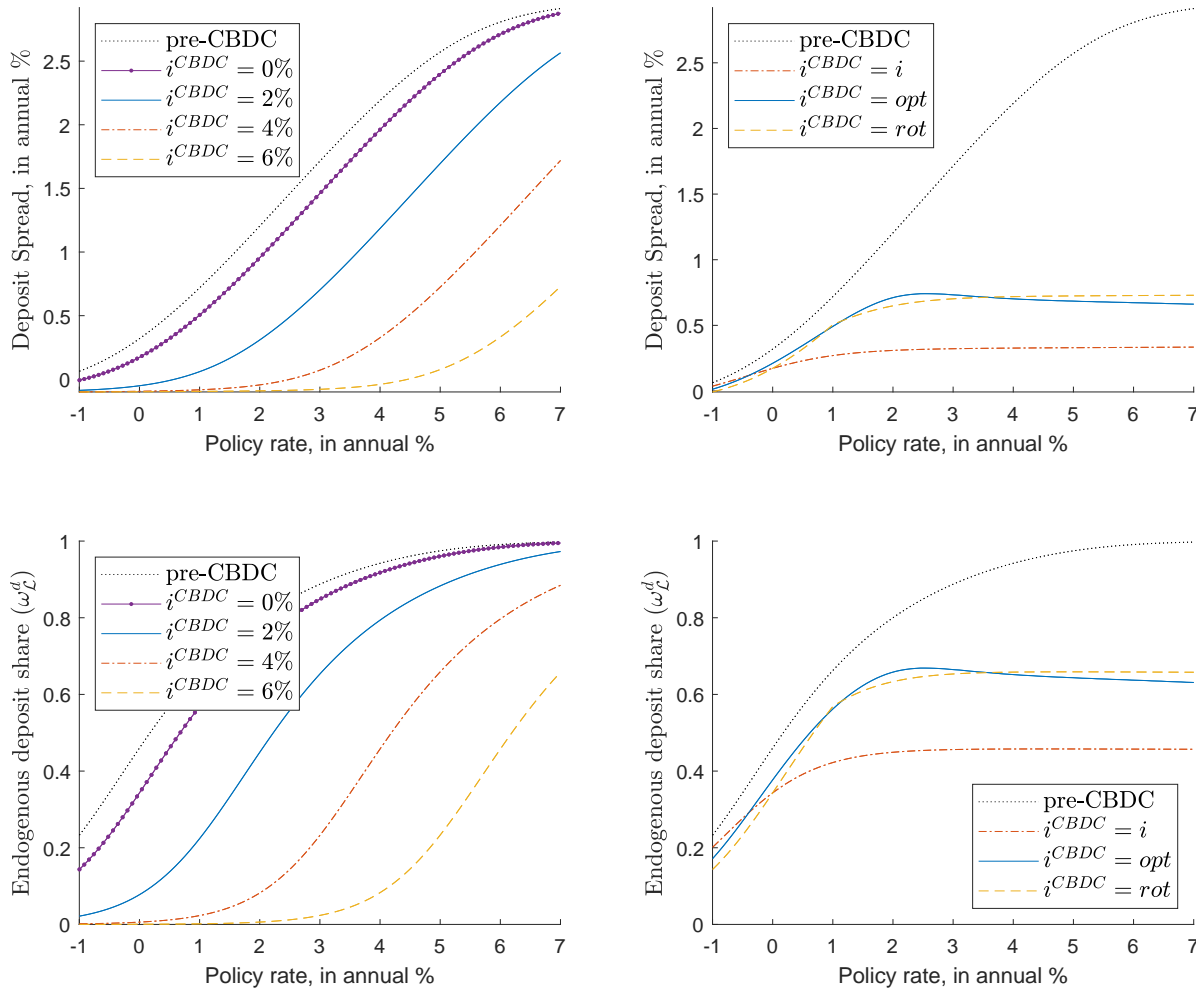 Deposit Spread, in annual %
2.5
2
1.5
1
0.5
0
pre-CBDC
i^{CBDC} = 0%
i^{CBDC} = 2%
i^{CBDC} = 4%
i^{CBDC} = 6%
-1 0 1 2 3 4 5 6 7
Policy rate, in annual %
Deposit Spread, in annual %
2.5
2
1.5
1
0.5
0
pre-CBDC
i^{CBDC} = i
i^{CBDC} = opt
i^{CBDC} = rot
-1 0 1 2 3 4 5 6 7
Policy rate, in annual %
Endogenous deposit share (ω_ℒ^d)
1
0.8
0.6
0.4
0.2
0
pre-CBDC
i^{CBDC} = 0%
i^{CBDC} = 2%
i^{CBDC} = 4%
i^{CBDC} = 6%
-1 0 1 2 3 4 5 6 7
Policy rate, in annual %
Endogenous deposit share (ω_ℒ^d)
1
0.8
0.6
0.4
0.2
0
pre-CBDC
i^{CBDC} = i
i^{CBDC} = opt
i^{CBDC} = rot
-1 0 1 2 3 4 5 6 7
Policy rate, in annual %